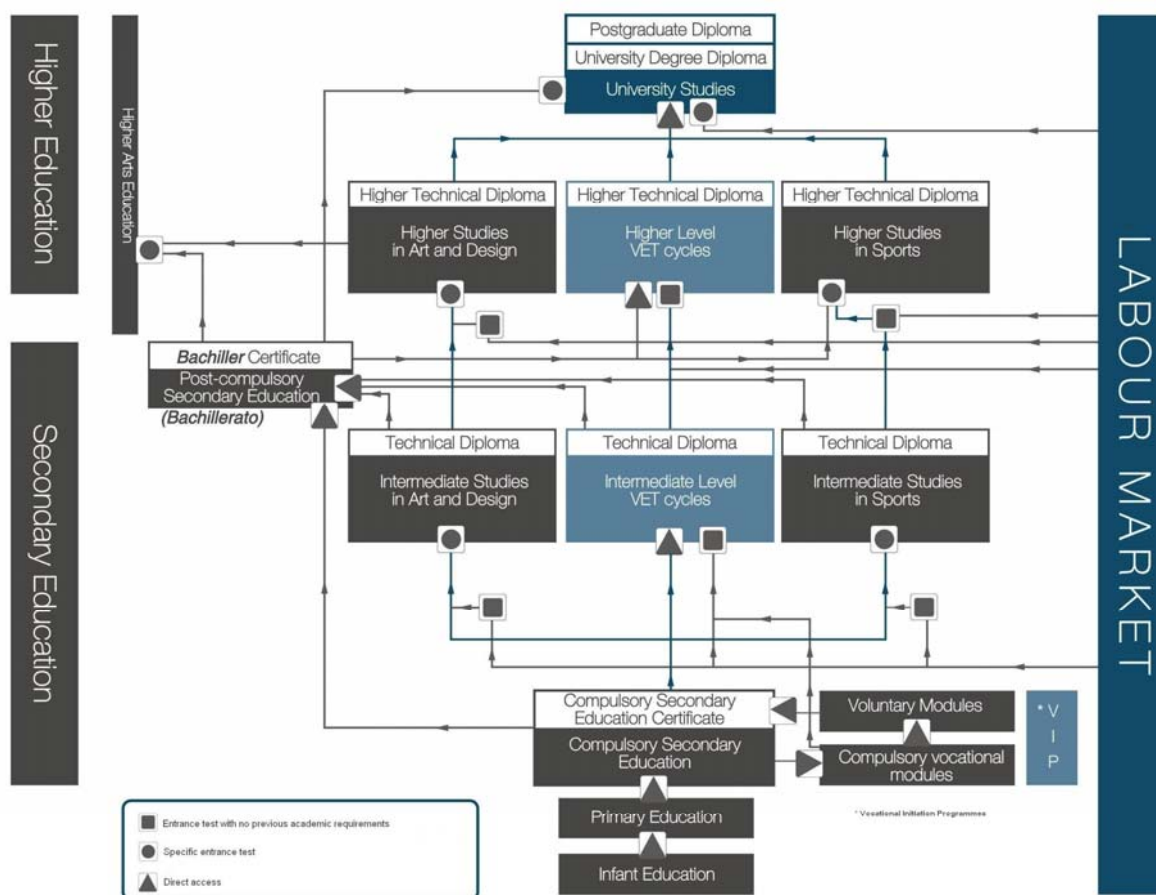 Higher Education
Higher Arts Education
Postgraduate Diploma
University Degree Diploma
University Studies
Higher Technical Diploma
Higher Studies
in Art and Design
Higher Technical Diploma
Higher Level
VET cycles
Higher Technical Diploma
Higher Studies
in Sports
LABOUR MARKET
Secondary Education
Bachiller Certificate
Post-compulsory
Secondary Education
(Bachillerato)
Technical Diploma
Intermediate Studies
in Art and Design
Technical Diploma
Intermediate Level
VET cycles
Technical Diploma
Intermediate Studies
in Sports
Compulsory Secondary
Education Certificate
Compulsory Secondary
Education
Voluntary Modules
Compulsory vocational
modules
* V
I
P
Primary Education
Infant Education
* Vocational Initiation Programmes
Entrance test with no previous academic requirements
Specific entrance test
Direct access